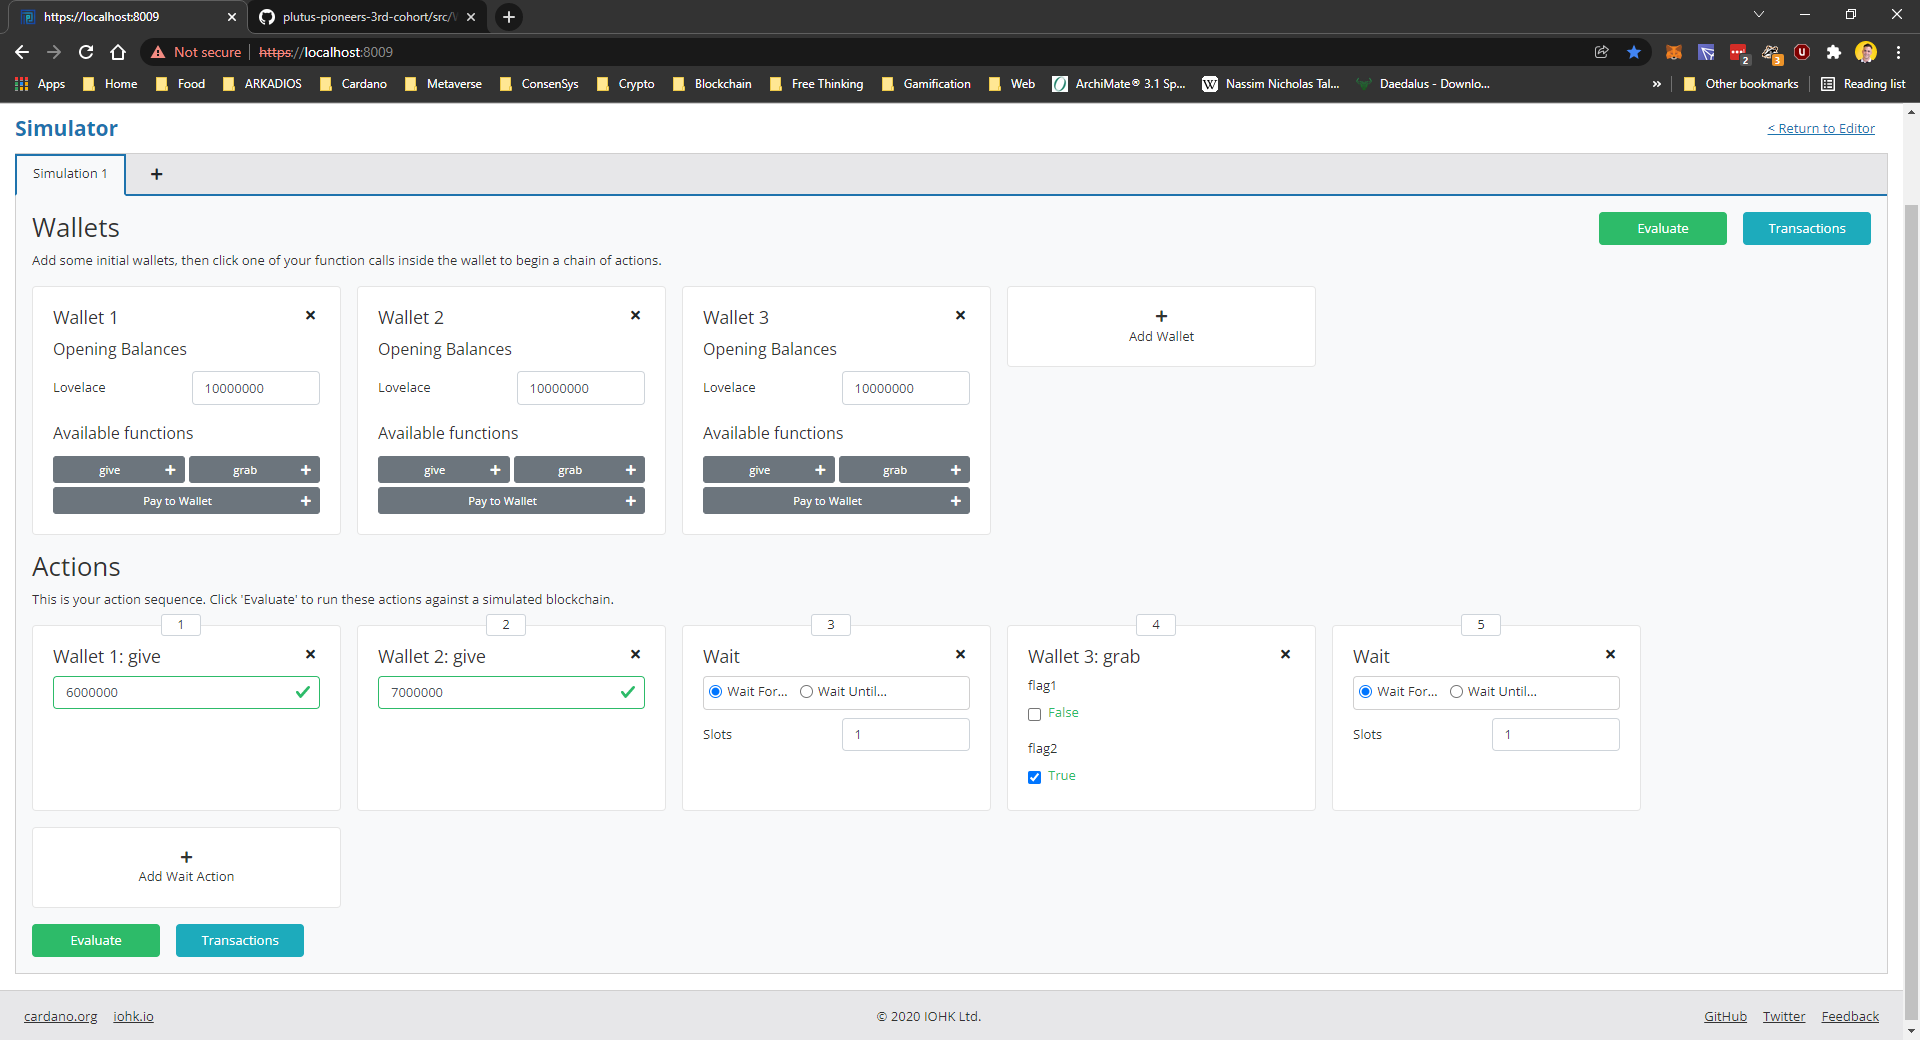 https://localhost:8009
plutus-pioneers-3rd-cohort/src/
Not secure https://localhost:8009
2
3
Apps Home Food ARKADIOS Cardano Metaverse ConsenSys Crypto Blockchain Free Thinking Gamification Web ArchiMate® 3.1 Sp... Nassim Nicholas Tal... Daedalus - Downlo... » Other bookmarks Reading list
Simulator
< Return to Editor
Simulation 1
Wallets
Evaluate
Transactions
Add some initial wallets, then click one of your function calls inside the wallet to begin a chain of actions.
Wallet 1
Opening Balances
Lovelace 10000000
Available functions
give + grab +
Pay to Wallet +
Wallet 2
Opening Balances
Lovelace 10000000
Available functions
give + grab +
Pay to Wallet +
Wallet 3
Opening Balances
Lovelace 10000000
Available functions
give + grab +
Pay to Wallet +
+
Add Wallet
Actions
This is your action sequence. Click 'Evaluate' to run these actions against a simulated blockchain.
1
Wallet 1: give
6000000
2
Wallet 2: give
7000000
3
Wait
Wait For... Wait Until...
Slots 1
4
Wallet 3: grab
flag1
False
flag2
True
5
Wait
Wait For... Wait Until...
Slots 1
+
Add Wait Action
Evaluate
Transactions
cardano.org iohk.io
© 2020 IOHK Ltd.
GitHub Twitter Feedback